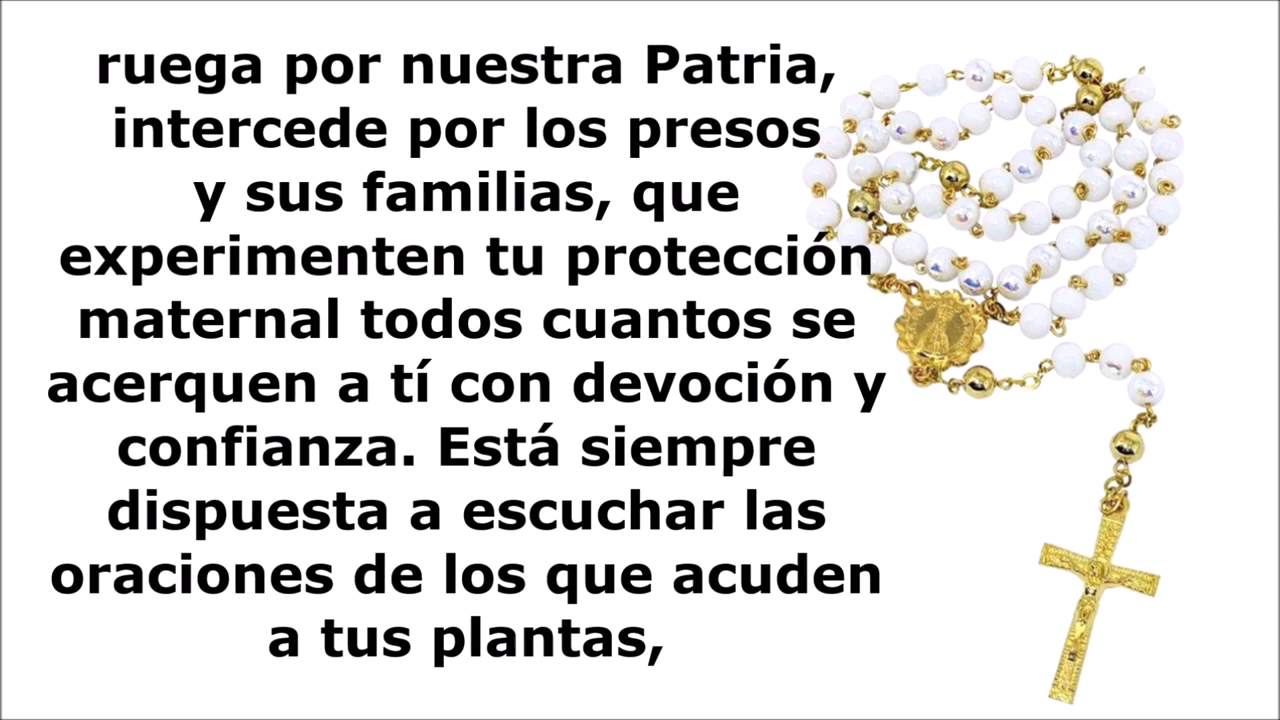 ruega por nuestra Patria,
intercede por los presos
y sus familias, que
experimenten tu protección
maternal todos cuantos se
acerquen a tí con devoción y
confianza. Está siempre
dispuesta a escuchar las
oraciones de los que acuden
a tus plantas,